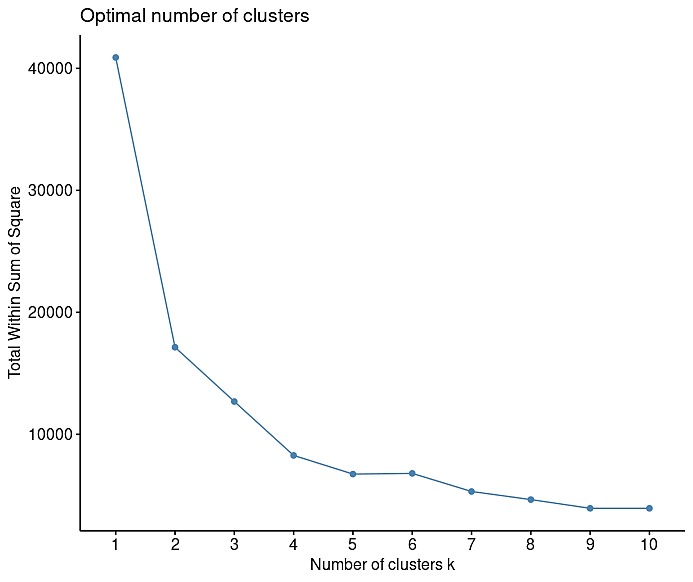 Optimal number of clusters
40000
30000
20000
10000
Total Within Sum of Square
1 2 3 4 5 6 7 8 9 10
Number of clusters k